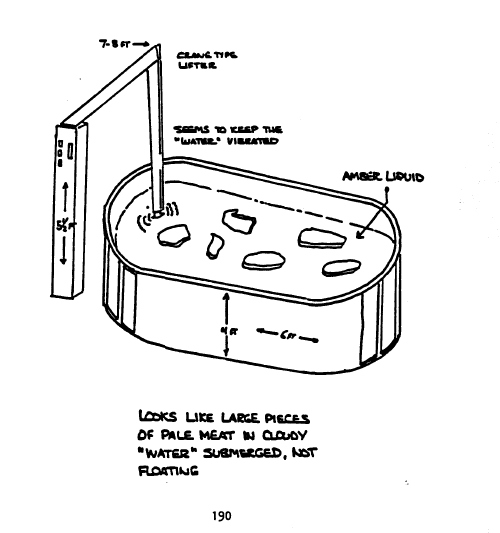 7-8 FT
CRANE TYPE
LIFTER
SEEMS TO KEEP THE
"WATER" VIBRATED
AMBER LIQUID
5½ FT
4 FT
6 FT
LOOKS LIKE LARGE PIECES
OF PALE MEAT IN CLOUDY
"WATER" SUBMERGED, NOT
FLOATING
190